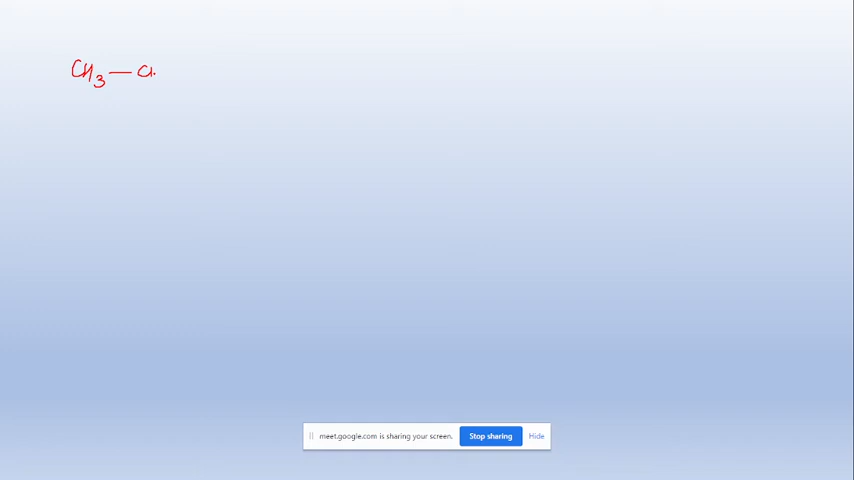 CH3 — Cl
meet.google.com is sharing your screen. Stop sharing Hide